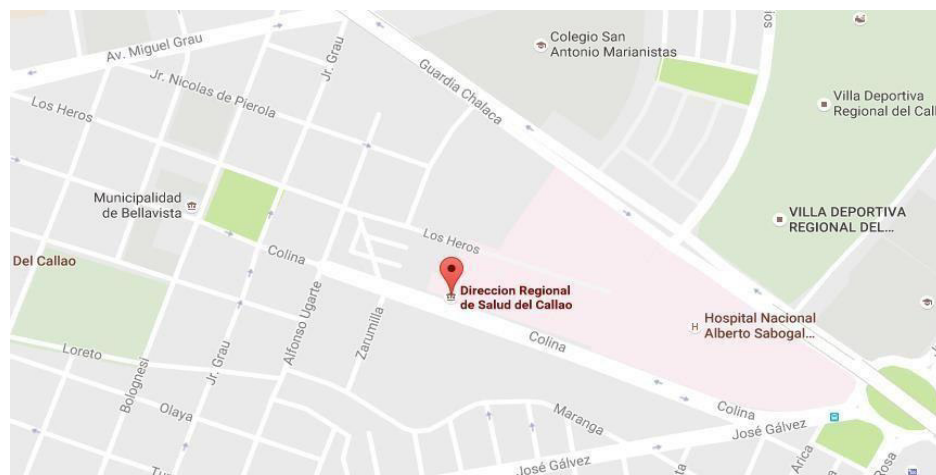 Colegio San
Antonio Marianistas
Av. Miguel Grau
Jr. Grau
Jr. Nicolas de Pierola
Guardia Chalaca
Los Heros
Villa Deportiva
Regional del Call
Municipalidad
de Bellavista
VILLA DEPORTIVA
REGIONAL DEL...
Los Heros
Colina
Del Callao
Direccion Regional
de Salud del Callao
Alfonso Ugarte
Zarumilla
Hospital Nacional
H
Alberto Sabogal...
Colina
Loreto
Jr. Grau
Bolognesi
Olaya
Maranga
Colina
José Gálvez
Arica
Rosa